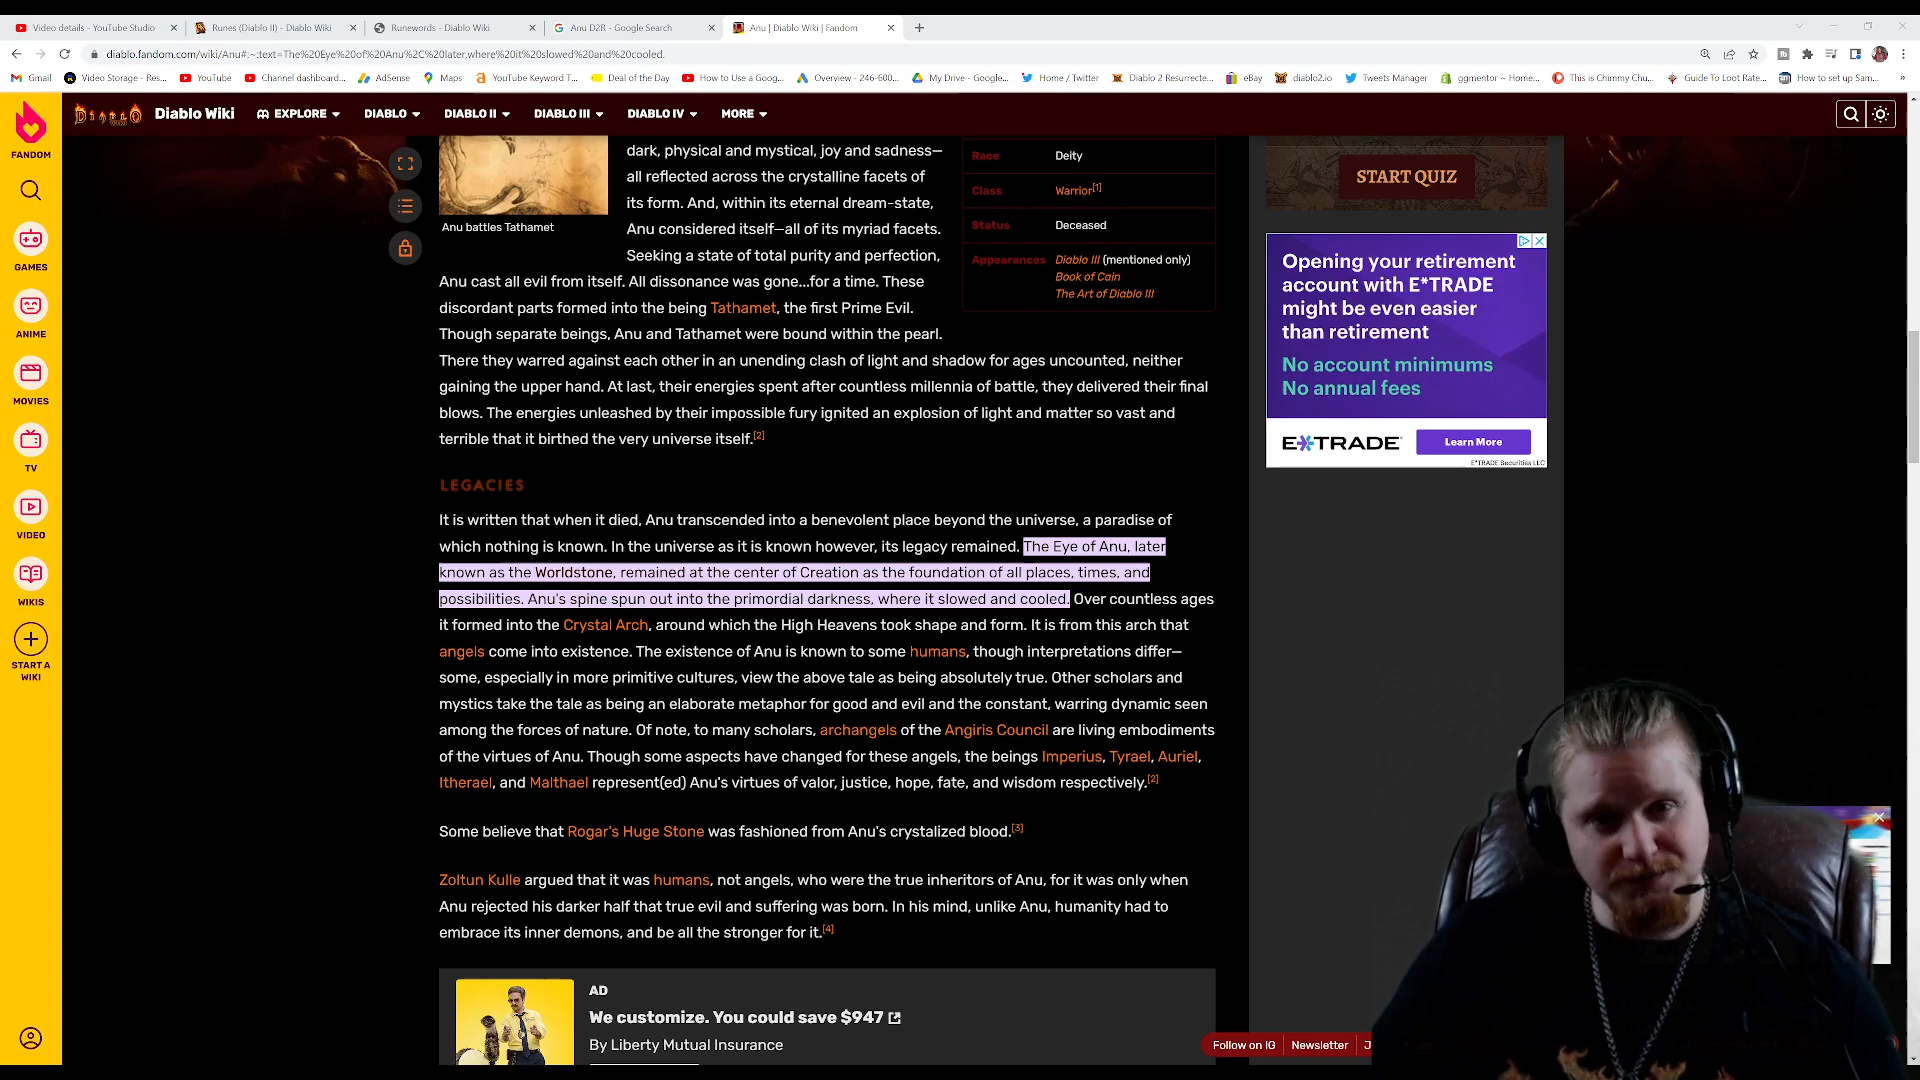 Video details - YouTube Studio
Runes (Diablo II) - Diablo Wiki
Runewords - Diablo Wiki
Anu D2R - Google Search
Anu | Diablo Wiki | Fandom
diablo.fandom.com/wiki/Anu#:~:text=The%20Eye%20of%20Anu%2C%20later,where%20it%20slowed%20and%20cooled.
Gmail
Video Storage - Res...
YouTube
Channel dashboard...
AdSense
Maps
YouTube Keyword T...
Deal of the Day
How to Use a Goog...
Overview - 246-600...
My Drive - Google...
Home / Twitter
Diablo 2 Resurrecte...
eBay
diablo2.io
Tweets Manager
ggmentor ~ Home...
This is Chimmy Chu...
Guide To Loot Rate...
How to set up Sam...
FANDOM
GAMES
ANIME
MOVIES
TV
VIDEO
WIKIS
START A
WIKI
DIABLO
Diablo Wiki
EXPLORE
DIABLO
DIABLO II
DIABLO III
DIABLO IV
MORE
Anu battles Tathamet
dark, physical and mystical, joy and sadness—
all reflected across the crystalline facets of
its form. And, within its eternal dream-state,
Anu considered itself—all of its myriad facets.
Seeking a state of total purity and perfection,
Anu cast all evil from itself. All dissonance was gone...for a time. These
discordant parts formed into the being Tathamet, the first Prime Evil.
Though separate beings, Anu and Tathamet were bound within the pearl.
There they warred against each other in an unending clash of light and shadow for ages uncounted, neither
gaining the upper hand. At last, their energies spent after countless millennia of battle, they delivered their final
blows. The energies unleashed by their impossible fury ignited an explosion of light and matter so vast and
terrible that it birthed the very universe itself.[2]
Race Deity
Class Warrior[1]
Status Deceased
Appearances Diablo III (mentioned only)
Book of Cain
The Art of Diablo III
LEGACIES
It is written that when it died, Anu transcended into a benevolent place beyond the universe, a paradise of
which nothing is known. In the universe as it is known however, its legacy remained. The Eye of Anu, later
known as the Worldstone, remained at the center of Creation as the foundation of all places, times, and
possibilities. Anu's spine spun out into the primordial darkness, where it slowed and cooled. Over countless ages
it formed into the Crystal Arch, around which the High Heavens took shape and form. It is from this arch that
angels come into existence. The existence of Anu is known to some humans, though interpretations differ—
some, especially in more primitive cultures, view the above tale as being absolutely true. Other scholars and
mystics take the tale as being an elaborate metaphor for good and evil and the constant, warring dynamic seen
among the forces of nature. Of note, to many scholars, archangels of the Angiris Council are living embodiments
of the virtues of Anu. Though some aspects have changed for these angels, the beings Imperius, Tyrael, Auriel,
Itherael, and Malthael represent(ed) Anu's virtues of valor, justice, hope, fate, and wisdom respectively.[2]
Some believe that Rogar's Huge Stone was fashioned from Anu's crystalized blood.[3]
Zoltun Kulle argued that it was humans, not angels, who were the true inheritors of Anu, for it was only when
Anu rejected his darker half that true evil and suffering was born. In his mind, unlike Anu, humanity had to
embrace its inner demons, and be all the stronger for it.[4]
AD
We customize. You could save $947
By Liberty Mutual Insurance
START QUIZ
Opening your retirement
account with E*TRADE
might be even easier
than retirement
No account minimums
No annual fees
E*TRADE
Learn More
E*TRADE Securities LLC
Follow on IG
Newsletter
J